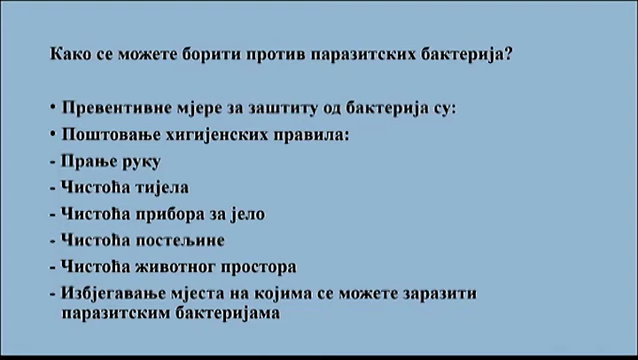 Како се можете борити против паразитских бактерија?
• Превентивне мјере за заштиту од бактерија су:
• Поштовање хигијенских правила:
- Прање руку
- Чистоћа тијела
- Чистоћа прибора за јело
- Чистоћа постељине
- Чистоћа животног простора
- Избјегавање мјеста на којима се можете заразити
паразитским бактеријама